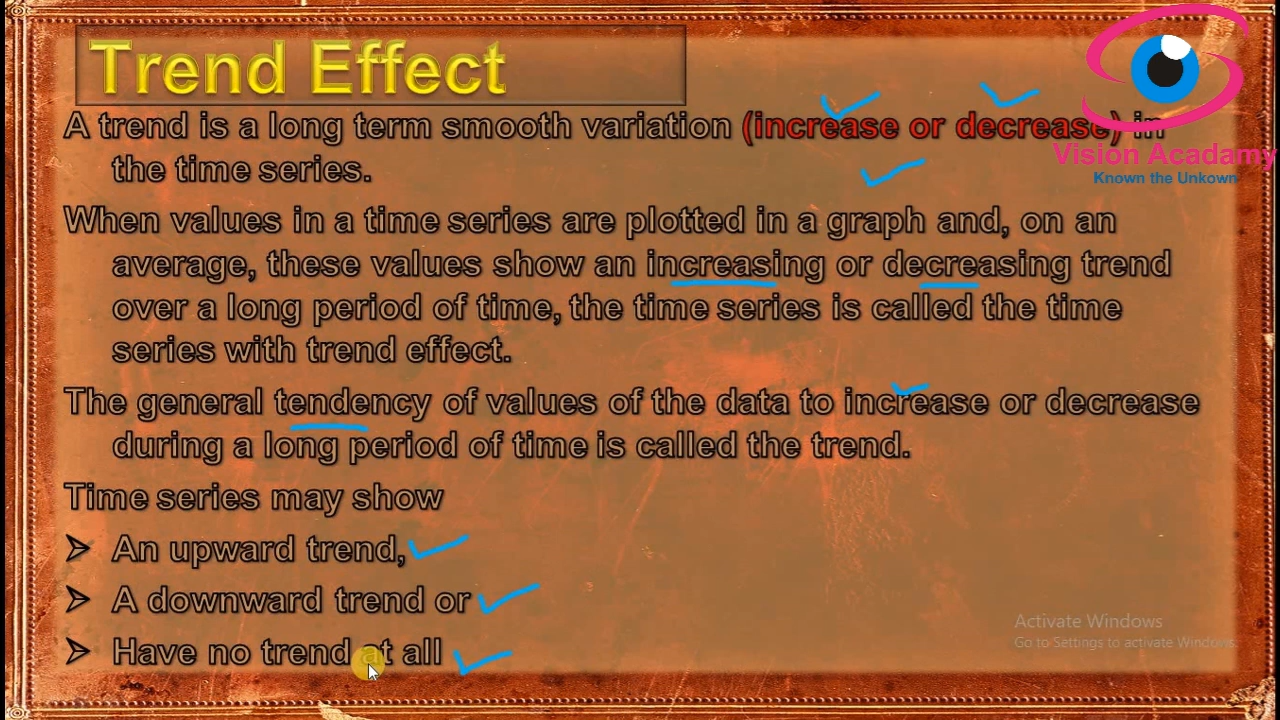 Trend Effect
A trend is a long term smooth variation (increase or decrease) in
the time series.
Vision Acadamy
Known the Unkown
When values in a time series are plotted in a graph and, on an
average, these values show an increasing or decreasing trend
over a long period of time, the time series is called the time
series with trend effect.
The general tendency of values of the data to increase or decrease
during a long period of time is called the trend.
Time series may show
➢ An upward trend,
➢ A downward trend or
➢ Have no trend at all
Activate Windows
Go to Settings to activate Windows.